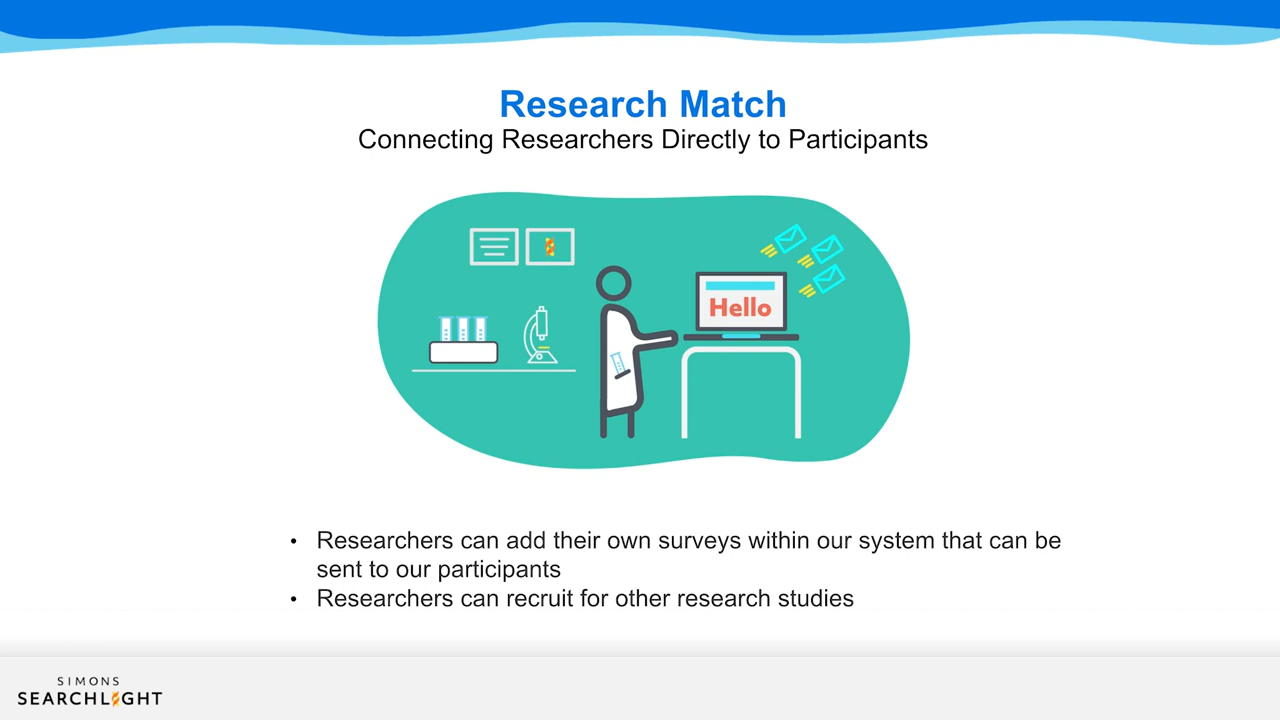 Research Match
Connecting Researchers Directly to Participants
Hello
• Researchers can add their own surveys within our system that can be
sent to our participants
• Researchers can recruit for other research studies
SIMONS
SEARCHLIGHT